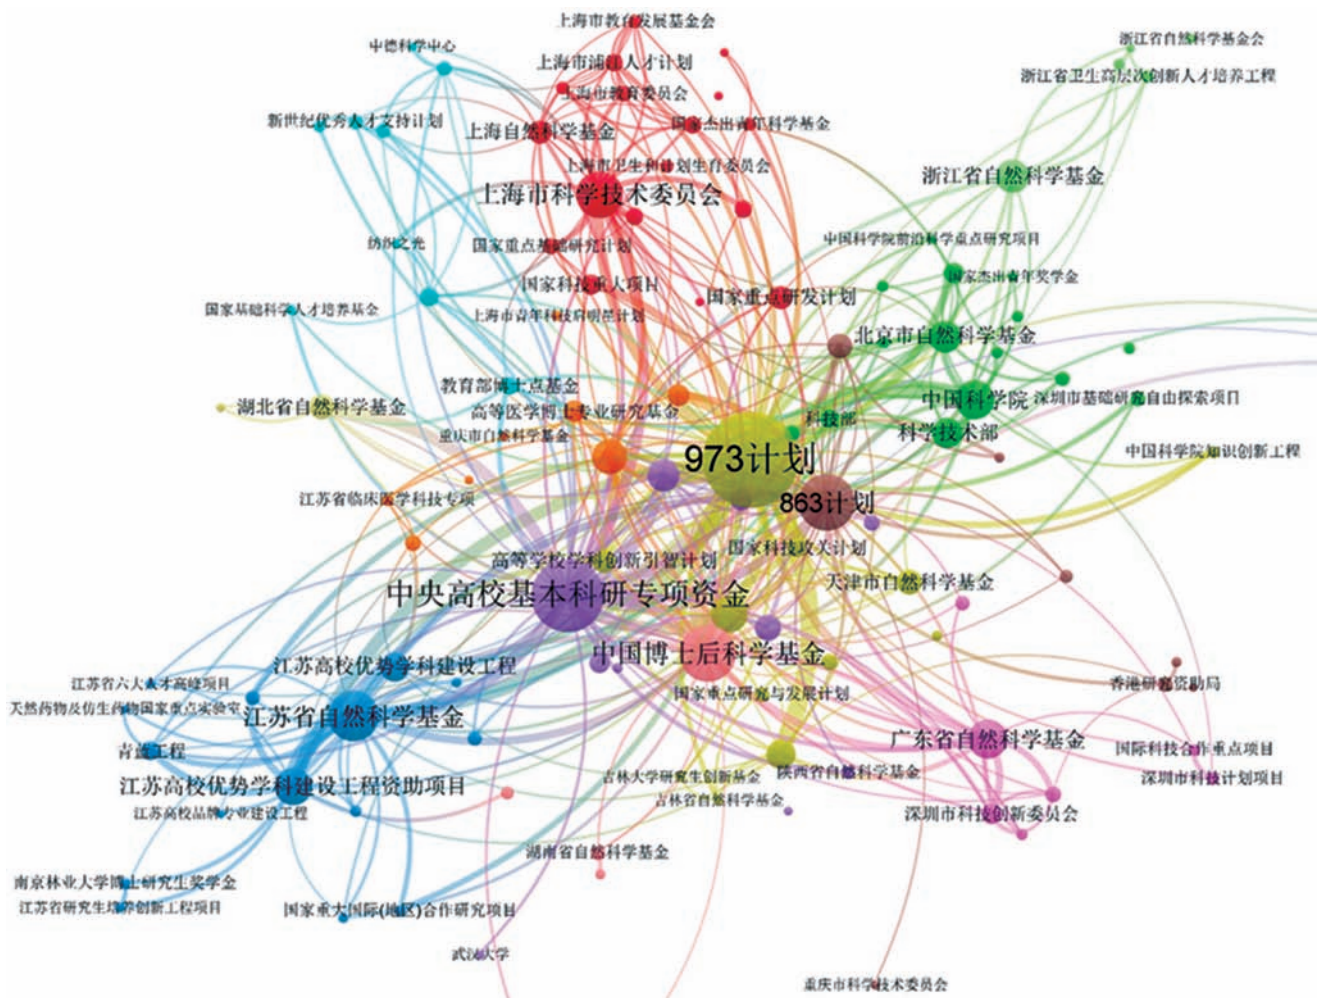 上海市教育发展基金会
浙江省自然科学基金会
中德科学中心
上海市浦江人才计划
浙江省卫生高层次创新人才培养工程
上海市教育委员会
新世纪优秀人才支持计划
国家杰出青年科学基金
上海自然科学基金
上海市卫生和计划生育委员会
浙江省自然科学基金
上海市科学技术委员会
纺织之光
国家重点基础研究计划
中国科学院前沿科学重点研究项目
国家杰出青年奖学金
国家科技重大项目
国家重点研发计划
国家基础科学人才培养基金
上海市青年科技启明星计划
北京市自然科学基金
教育部博士点基金
中国科学院
深圳市基础研究自由探索项目
湖北省自然科学基金
高等医学博士专业研究基金
科技部
科学技术部
重庆市自然科学基金
973计划
中国科学院知识创新工程
江苏省临床医学科技专项
863计划
国家科技攻关计划
高等学校学科创新引智计划
天津市自然科学基金
中央高校基本科研专项资金
中国博士后科学基金
江苏高校优势学科建设工程
江苏省六大人才高峰项目
香港研究资助局
国家重点研究与发展计划
天然药物及仿生药物国家重点实验室
江苏省自然科学基金
广东省自然科学基金
青蓝工程
国际科技合作重点项目
吉林大学研究生创新基金
陕西省自然科学基金
深圳市科技计划项目
江苏高校优势学科建设工程资助项目
吉林省自然科学基金
江苏高校品牌专业建设工程
深圳市科技创新委员会
湖南省自然科学基金
南京林业大学博士研究生奖学金
江苏省研究生培养创新工程项目
国家重大国际(地区)合作研究项目
武汉大学
重庆市科学技术委员会